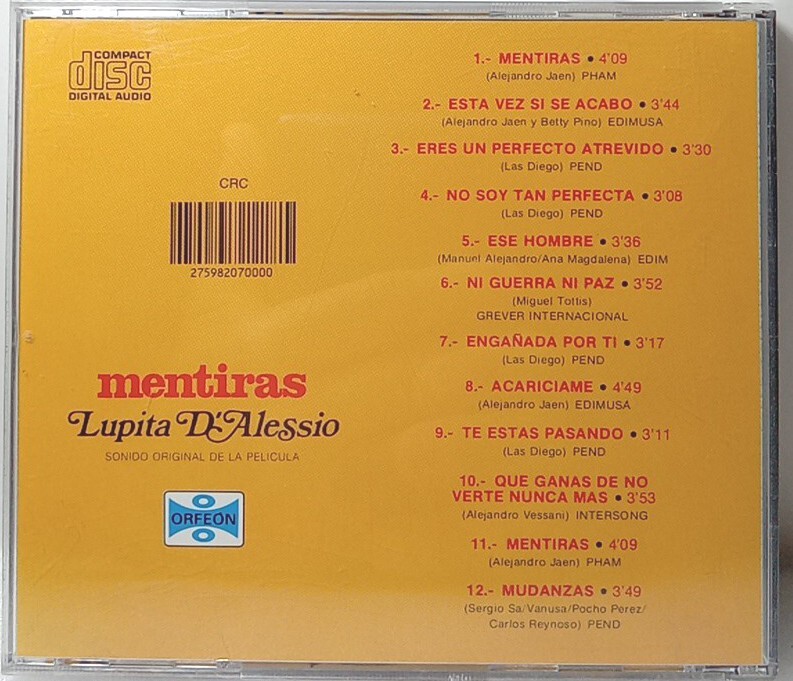 COMPACT
disc
DIGITAL AUDIO
CRC
275982070000
mentiras
Lupita D'Alessio
SONIDO ORIGINAL DE LA PELICULA
ORFEÓN
1.- MENTIRAS • 4'09
(Alejandro Jaen) PHAM
2.- ESTA VEZ SI SE ACABO • 3'44
(Alejandro Jaen y Betty Pino) EDIMUSA
3.- ERES UN PERFECTO ATREVIDO • 3'30
(Las Diego) PEND
4.- NO SOY TAN PERFECTA • 3'08
(Las Diego) PEND
5.- ESE HOMBRE • 3'36
(Manuel Alejandro/Ana Magdalena) EDIM
6.- NI GUERRA NI PAZ • 3'52
(Miguel Tottis)
GREVER INTERNACIONAL
7.- ENGAÑADA POR TI • 3'17
(Las Diego) PEND
8.- ACARICIAME • 4'49
(Alejandro Jaen) EDIMUSA
9.- TE ESTAS PASANDO • 3'11
(Las Diego) PEND
10.- QUE GANAS DE NO
VERTE NUNCA MAS • 3'53
(Alejandro Vessani) INTERSONG
11.- MENTIRAS • 4'09
(Alejandro Jaen) PHAM
12.- MUDANZAS • 3'49
(Sergio Sa/Vanusa/Pocho Perez/
Carlos Reynoso) PEND